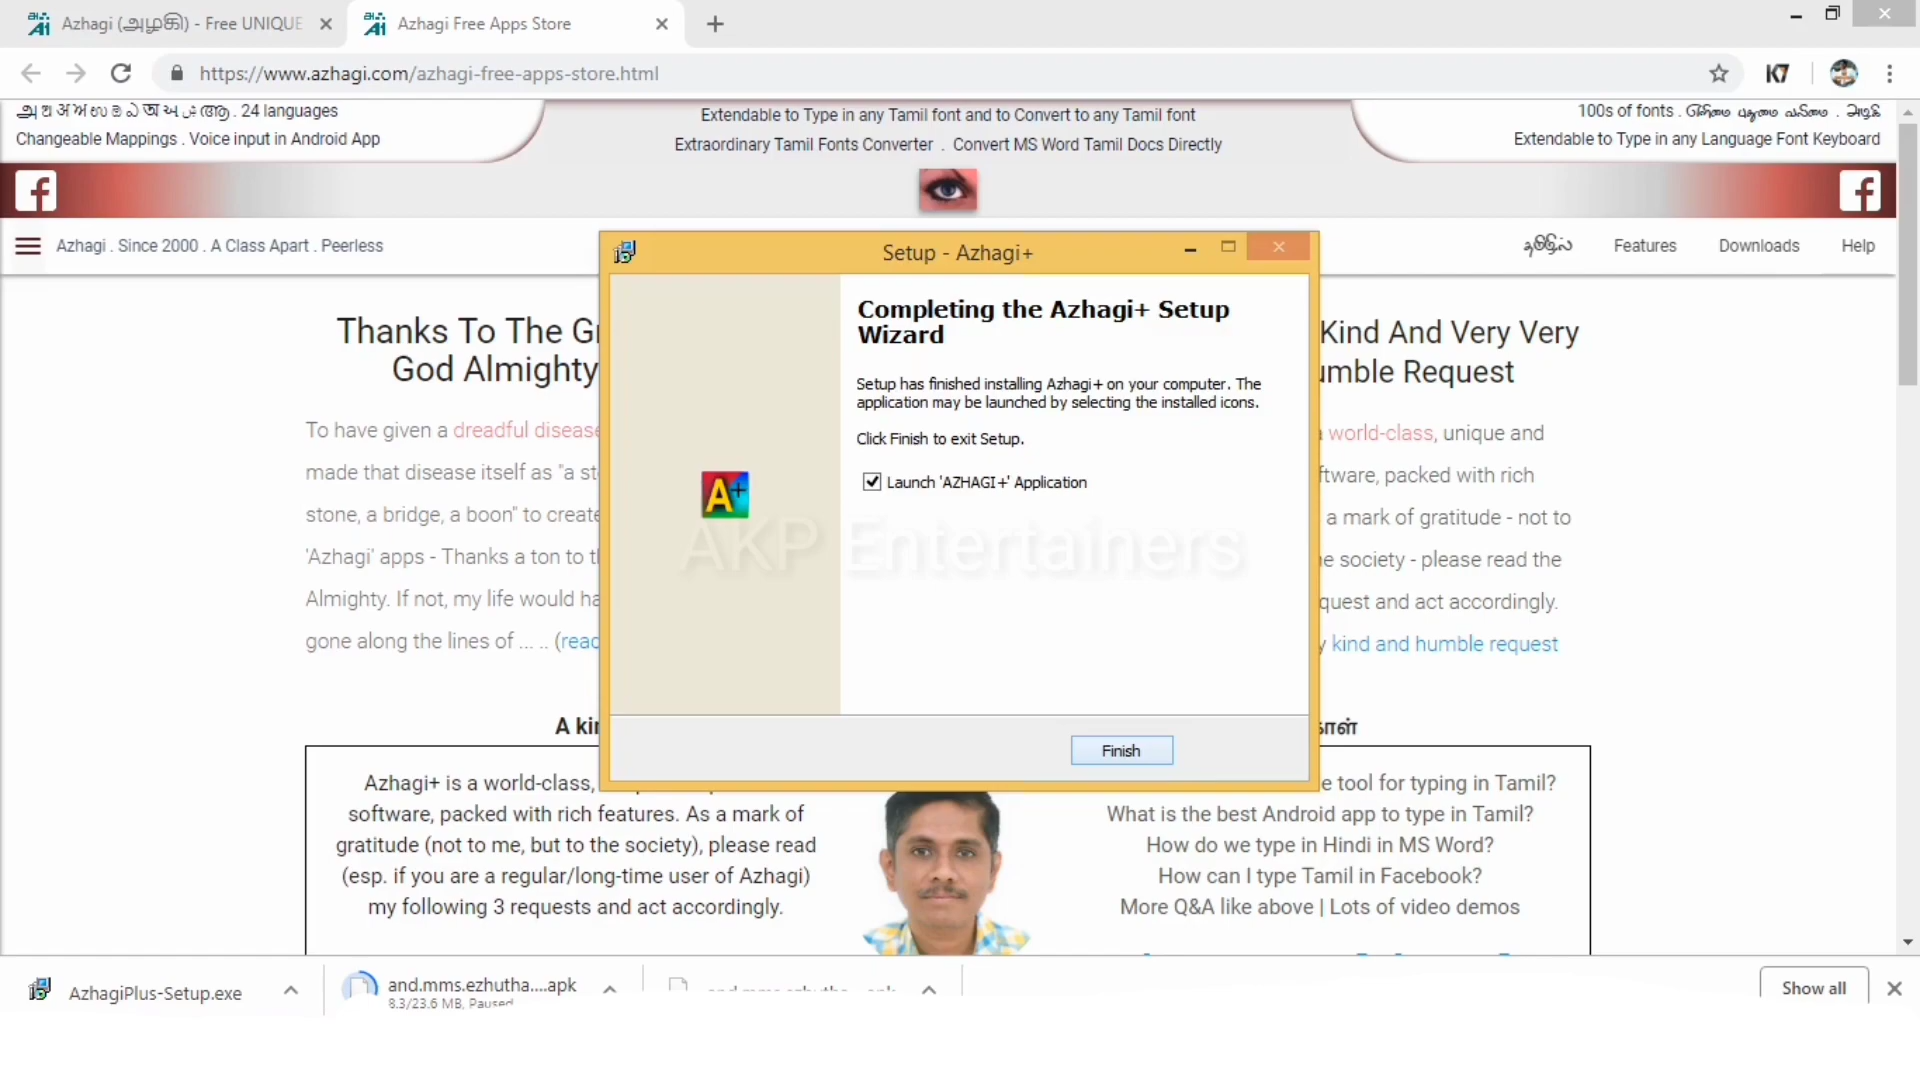 Azhagi (அழகி) - Free UNIQUE
Azhagi Free Apps Store
https://www.azhagi.com/azhagi-free-apps-store.html
K7
24 languages
Changeable Mappings . Voice input in Android App
Extendable to Type in any Tamil font and to Convert to any Tamil font
Extraordinary Tamil Fonts Converter . Convert MS Word Tamil Docs Directly
100s of fonts . இனிமை புதுமை வலிமை . அழகி
Extendable to Type in any Language Font Keyboard
Azhagi . Since 2000 . A Class Apart . Peerless
தமிழில்
Features
Downloads
Help
Setup - Azhagi+
Completing the Azhagi+ Setup
Wizard
Setup has finished installing Azhagi+ on your computer. The
application may be launched by selecting the installed icons.
Click Finish to exit Setup.
Launch 'AZHAGI+' Application
A+
AKP Entertainers
Finish
Thanks To The Gr
God Almighty
To have given a dreadful disease
made that disease itself as "a st
stone, a bridge, a boon" to create
'Azhagi' apps - Thanks a ton to th
Almighty. If not, my life would ha
gone along the lines of ... .. (read
Kind And Very Very
umble Request
world-class, unique and
ftware, packed with rich
a mark of gratitude - not to
e society - please read the
quest and act accordingly.
y kind and humble request
A kin
Azhagi+ is a world-class,
software, packed with rich features. As a mark of
gratitude (not to me, but to the society), please read
(esp. if you are a regular/long-time user of Azhagi)
my following 3 requests and act accordingly.
e tool for typing in Tamil?
What is the best Android app to type in Tamil?
How do we type in Hindi in MS Word?
How can I type Tamil in Facebook?
More Q&A like above | Lots of video demos
AzhagiPlus-Setup.exe
and.mms.ezhutha....apk
8.3/23.6 MB, Paused
Show all